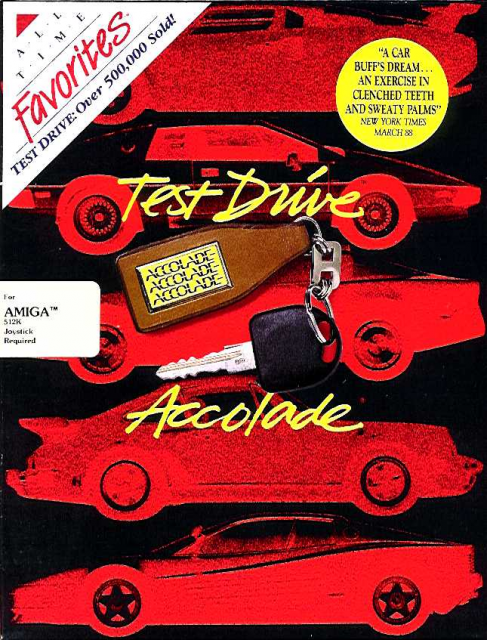 ALL
TIME
Favorites
TEST DRIVE: Over 500,000 Sold!
"A CAR
BUFF'S DREAM...
AN EXERCISE IN
CLENCHED TEETH
AND SWEATY PALMS"
NEW YORK TIMES
MARCH 88
Test Drive
ACCOLADE
ACCOLADE
ACCOLADE
For
AMIGA™
512K
Joystick
Required
Accolade